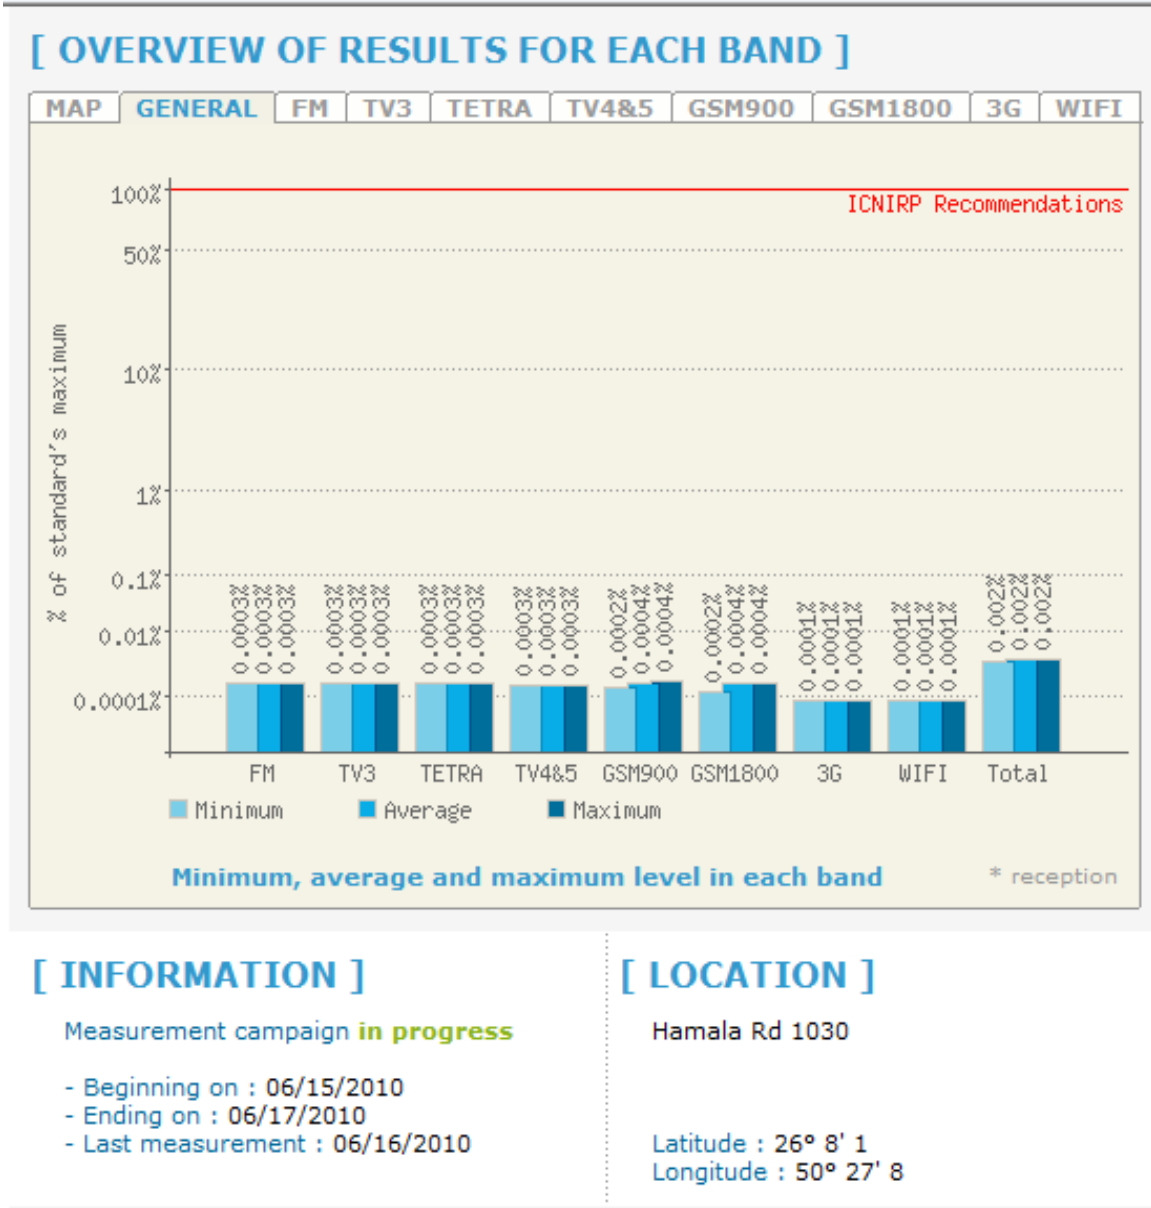 [ OVERVIEW OF RESULTS FOR EACH BAND ]
MAP GENERAL FM TV3 TETRA TV4&5 GSM900 GSM1800 3G WIFI
% of standard's maximum
100%
ICNIRP Recommendations
50%
10%
1%
0.1%
0.01%
0.0001%
0.0003% 0.0003% 0.0003% 0.0003% 0.0003% 0.0003% 0.0003% 0.0003% 0.0003% 0.0003% 0.0003% 0.0003% 0.0002% 0.0004% 0.0004% 0.0002% 0.0004% 0.0004% 0.0001% 0.0001% 0.0001% 0.0001% 0.0001% 0.0001% 0.002% 0.002% 0.002%
FM TV3 TETRA TV4&5 GSM900 GSM1800 3G WIFI Total
Minimum Average Maximum
Minimum, average and maximum level in each band * reception
[ INFORMATION ]
Measurement campaign in progress
- Beginning on : 06/15/2010
- Ending on : 06/17/2010
- Last measurement : 06/16/2010
[ LOCATION ]
Hamala Rd 1030
Latitude : 26º 8' 1
Longitude : 50º 27' 8